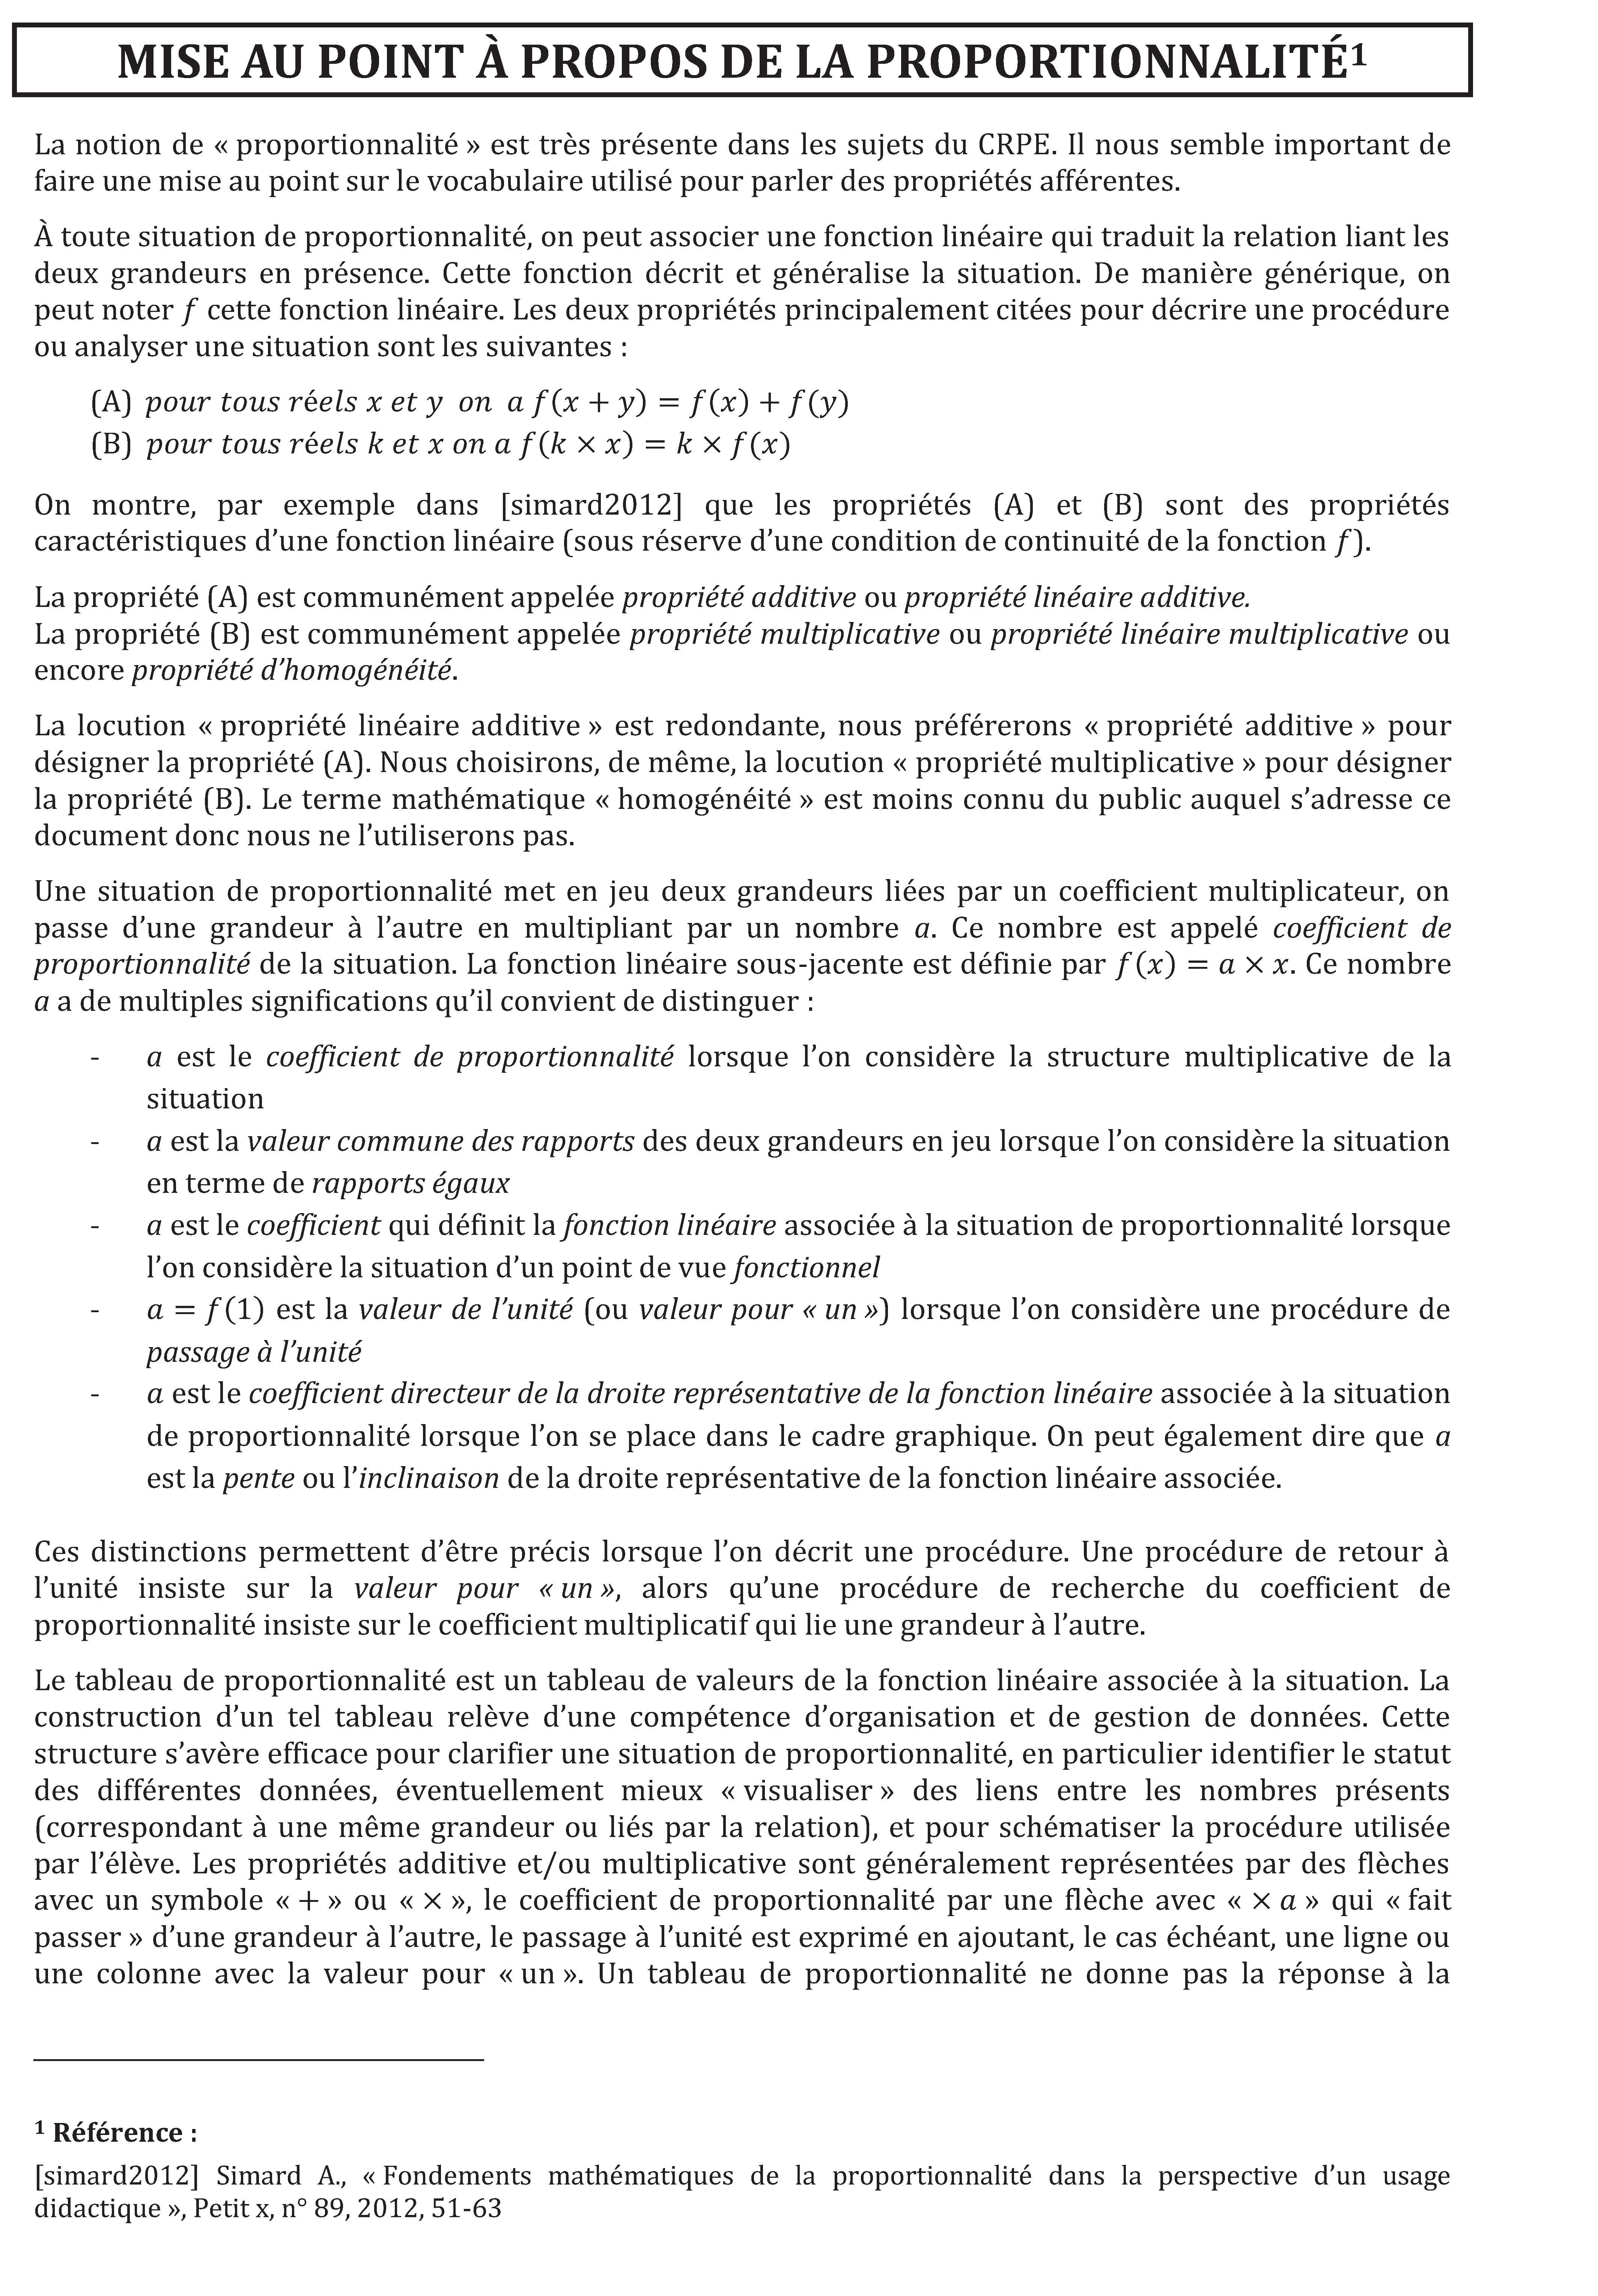 MISE AU POINT À PROPOS DE LA PROPORTIONNALITÉ¹
La notion de « proportionnalité » est très présente dans les sujets du CRPE. Il nous semble important de
faire une mise au point sur le vocabulaire utilisé pour parler des propriétés afférentes.
À toute situation de proportionnalité, on peut associer une fonction linéaire qui traduit la relation liant les
deux grandeurs en présence. Cette fonction décrit et généralise la situation. De manière générique, on
peut noter f cette fonction linéaire. Les deux propriétés principalement citées pour décrire une procédure
ou analyser une situation sont les suivantes :
(A) pour tous réels x et y on a f(x + y) = f(x) + f(y)
(B) pour tous réels k et x on a f(k × x) = k × f(x)
On montre, par exemple dans [simard2012] que les propriétés (A) et (B) sont des propriétés
caractéristiques d’une fonction linéaire (sous réserve d’une condition de continuité de la fonction f).
La propriété (A) est communément appelée propriété additive ou propriété linéaire additive.
La propriété (B) est communément appelée propriété multiplicative ou propriété linéaire multiplicative ou
encore propriété d’homogénéité.
La locution « propriété linéaire additive » est redondante, nous préférerons « propriété additive » pour
désigner la propriété (A). Nous choisirons, de même, la locution « propriété multiplicative » pour désigner
la propriété (B). Le terme mathématique « homogénéité » est moins connu du public auquel s’adresse ce
document donc nous ne l’utiliserons pas.
Une situation de proportionnalité met en jeu deux grandeurs liées par un coefficient multiplicateur, on
passe d’une grandeur à l’autre en multipliant par un nombre a. Ce nombre est appelé coefficient de
proportionnalité de la situation. La fonction linéaire sous-jacente est définie par f(x) = a × x. Ce nombre
a a de multiples significations qu’il convient de distinguer :
- a est le coefficient de proportionnalité lorsque l’on considère la structure multiplicative de la
situation
- a est la valeur commune des rapports des deux grandeurs en jeu lorsque l’on considère la situation
en terme de rapports égaux
- a est le coefficient qui définit la fonction linéaire associée à la situation de proportionnalité lorsque
l’on considère la situation d’un point de vue fonctionnel
- a = f(1) est la valeur de l’unité (ou valeur pour « un ») lorsque l’on considère une procédure de
passage à l’unité
- a est le coefficient directeur de la droite représentative de la fonction linéaire associée à la situation
de proportionnalité lorsque l’on se place dans le cadre graphique. On peut également dire que a
est la pente ou l’inclinaison de la droite représentative de la fonction linéaire associée.
Ces distinctions permettent d’être précis lorsque l’on décrit une procédure. Une procédure de retour à
l’unité insiste sur la valeur pour « un », alors qu’une procédure de recherche du coefficient de
proportionnalité insiste sur le coefficient multiplicatif qui lie une grandeur à l’autre.
Le tableau de proportionnalité est un tableau de valeurs de la fonction linéaire associée à la situation. La
construction d’un tel tableau relève d’une compétence d’organisation et de gestion de données. Cette
structure s’avère efficace pour clarifier une situation de proportionnalité, en particulier identifier le statut
des différentes données, éventuellement mieux « visualiser » des liens entre les nombres présents
(correspondant à une même grandeur ou liés par la relation), et pour schématiser la procédure utilisée
par l’élève. Les propriétés additive et/ou multiplicative sont généralement représentées par des flèches
avec un symbole « + » ou « × », le coefficient de proportionnalité par une flèche avec « × a » qui « fait
passer » d’une grandeur à l’autre, le passage à l’unité est exprimé en ajoutant, le cas échéant, une ligne ou
une colonne avec la valeur pour « un ». Un tableau de proportionnalité ne donne pas la réponse à la
¹ Référence :
[simard2012] Simard A., « Fondements mathématiques de la proportionnalité dans la perspective d’un usage
didactique », Petit x, n° 89, 2012, 51-63